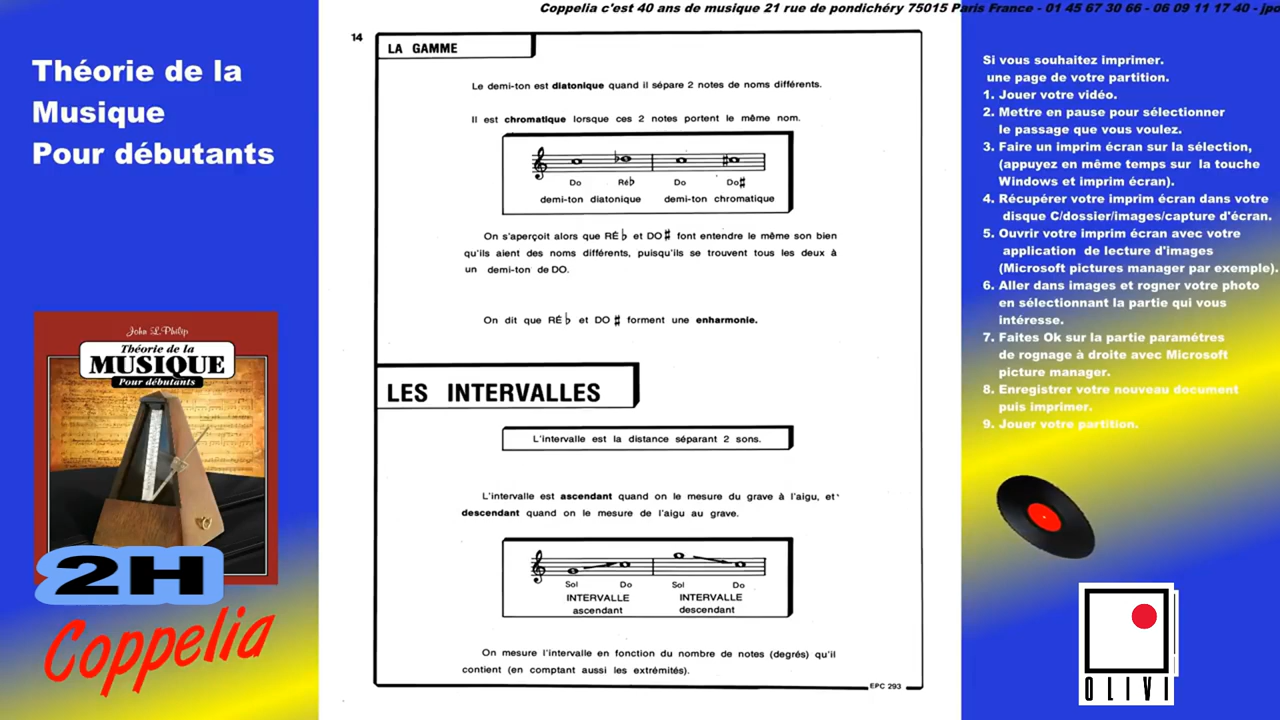 Coppelia c'est 40 ans de musique 21 rue de pondichéry 75015 Paris France - 01 45 67 30 66 - 06 09 11 17 40 - jpo
Théorie de la
Musique
Pour débutants
John L. Philip
Théorie de la
MUSIQUE
Pour débutants
2H
Coppelia
14
LA GAMME
Le demi-ton est diatonique quand il sépare 2 notes de noms différents.
Il est chromatique lorsque ces 2 notes portent le même nom.
Do Ré♭ Do Do♯
demi-ton diatonique demi-ton chromatique
On s'aperçoit alors que RÉ♭ et DO♯ font entendre le même son bien
qu'ils aient des noms différents, puisqu'ils se trouvent tous les deux à
un demi-ton de DO.
On dit que RÉ♭ et DO♯ forment une enharmonie.
LES INTERVALLES
L'intervalle est la distance séparant 2 sons.
L'intervalle est ascendant quand on le mesure du grave à l'aigu, et
descendant quand on le mesure de l'aigu au grave.
Sol Do Sol Do
INTERVALLE INTERVALLE
ascendant descendant
On mesure l'intervalle en fonction du nombre de notes (degrés) qu'il
contient (en comptant aussi les extrémités).
EPC 293
Si vous souhaitez imprimer.
une page de votre partition.
1. Jouer votre vidéo.
2. Mettre en pause pour sélectionner
le passage que vous voulez.
3. Faire un imprim écran sur la sélection,
(appuyez en même temps sur la touche
Windows et imprim écran).
4. Récupérer votre imprim écran dans votre
disque C/dossier/images/capture d'écran.
5. Ouvrir votre imprim écran avec votre
application de lecture d'images
(Microsoft pictures manager par exemple).
6. Aller dans images et rogner votre photo
en sélectionnant la partie qui vous
intéresse.
7. Faites Ok sur la partie paramétres
de rognage à droite avec Microsoft
picture manager.
8. Enregistrer votre nouveau document
puis imprimer.
9. Jouer votre partition.
OLIVI